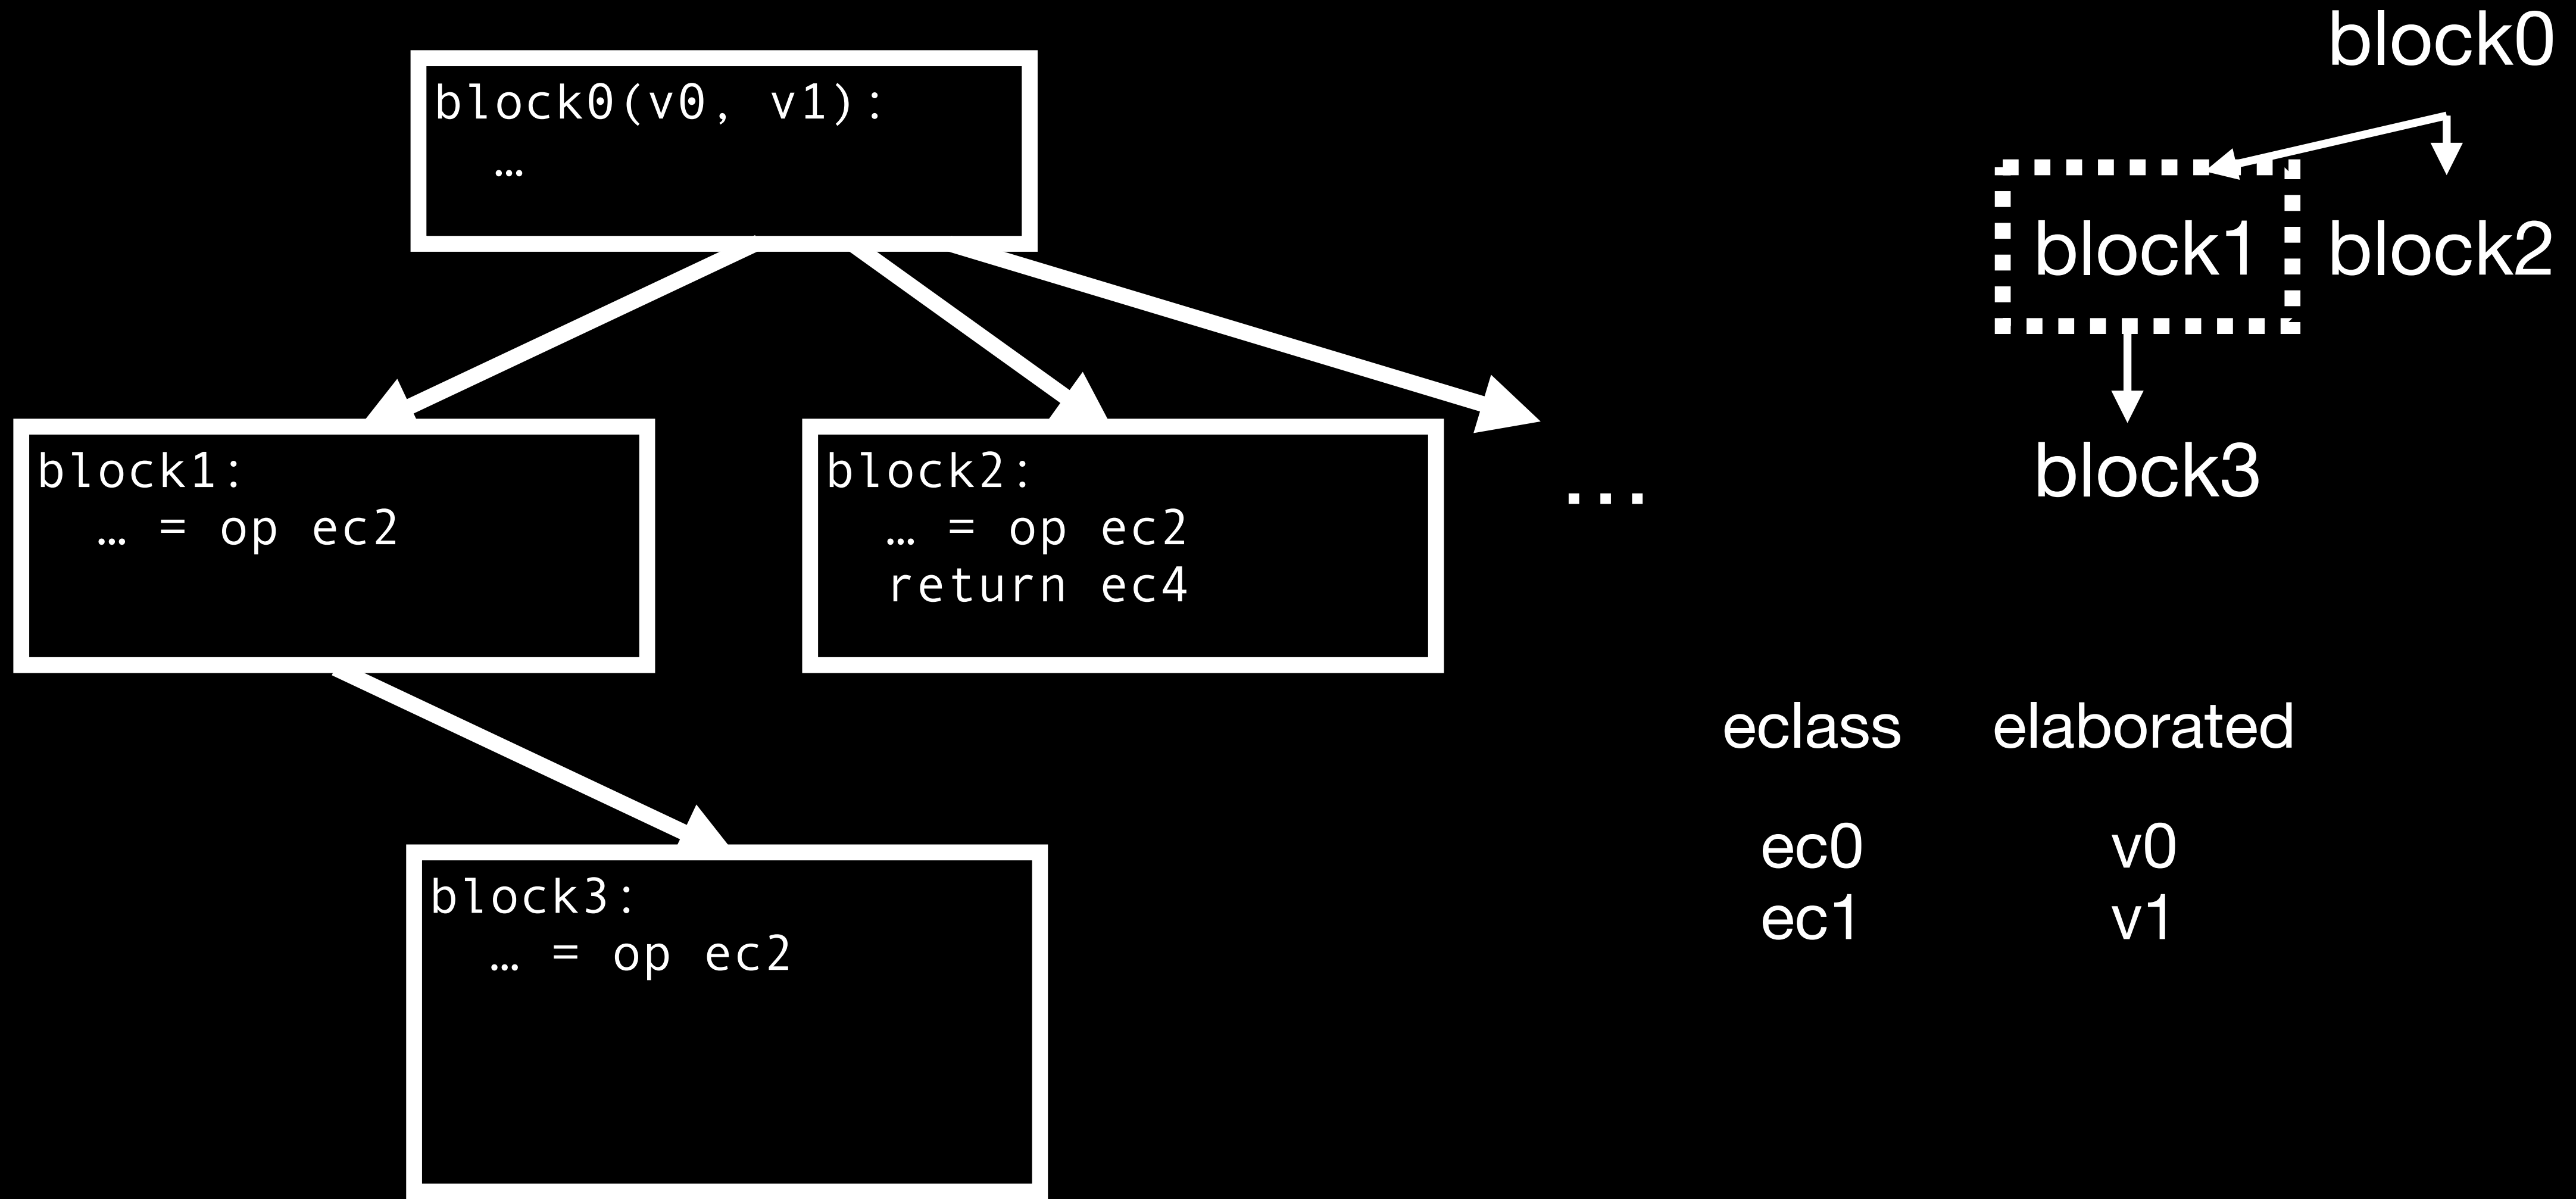 block0(v0, v1):
…
block1:
… = op ec2
block2:
… = op ec2
return ec4
...
block3:
… = op ec2
block0
block1 block2
block3
eclass elaborated
ec0 v0
ec1 v1